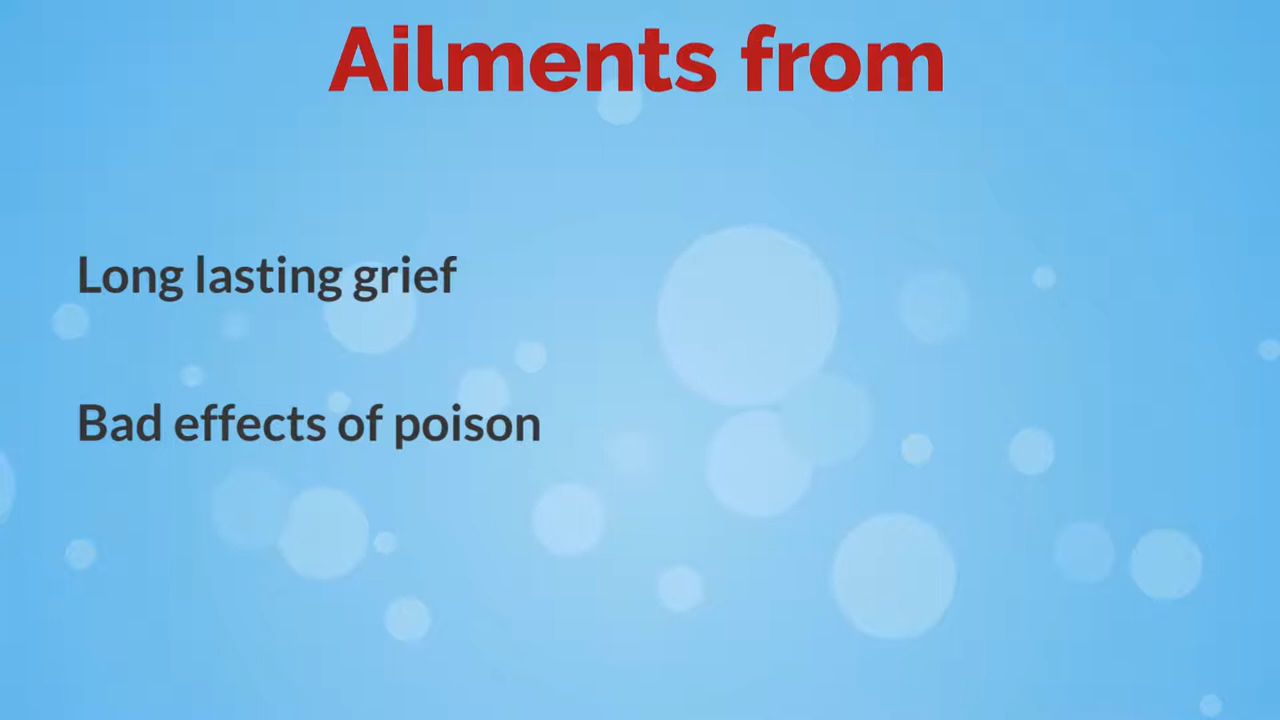 Ailments from
Long lasting grief
Bad effects of poison